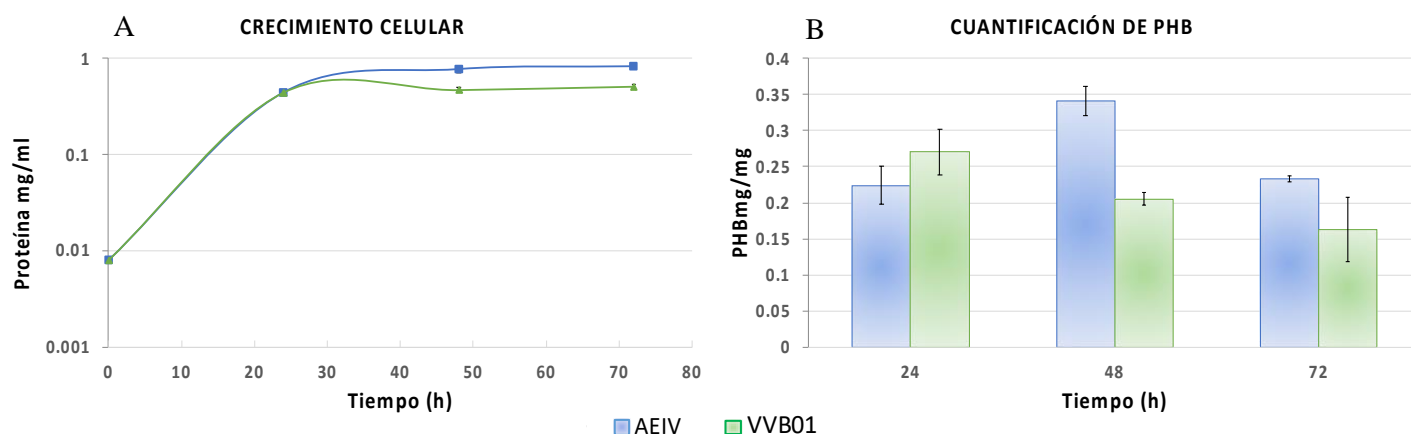 A
CRECIMIENTO CELULAR
Proteína mg/ml
1
0.1
0.01
0.001
0
10
20
30
40
50
60
70
80
Tiempo (h)
B
CUANTIFICACIÓN DE PHB
PHBmg/mg
0.4
0.35
0.3
0.25
0.2
0.15
0.1
0.05
0
24
48
72
Tiempo (h)
AEIV
VVB01